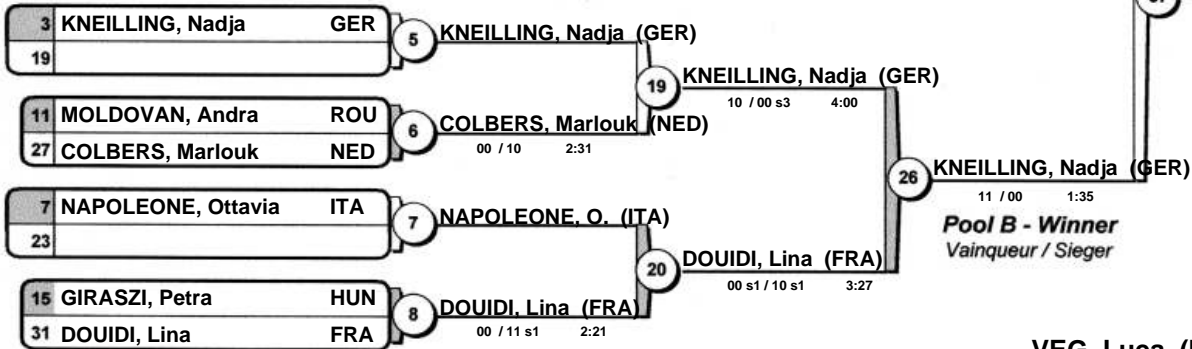 3 KNEILLING, Nadja GER
19
5
KNEILLING, Nadja (GER)
19
KNEILLING, Nadja (GER)
10 / 00 s3 4:00
11 MOLDOVAN, Andra ROU
27 COLBERS, Marlouk NED
6
COLBERS, Marlouk (NED)
00 / 10 2:31
26
KNEILLING, Nadja (GER)
11 / 00 1:35
Pool B - Winner
Vainqueur / Sieger
7 NAPOLEONE, Ottavia ITA
23
7
NAPOLEONE, O. (ITA)
20
DOUIDI, Lina (FRA)
00 s1 / 10 s1 3:27
15 GIRASZI, Petra HUN
31 DOUIDI, Lina FRA
8
DOUIDI, Lina (FRA)
00 / 11 s1 2:21